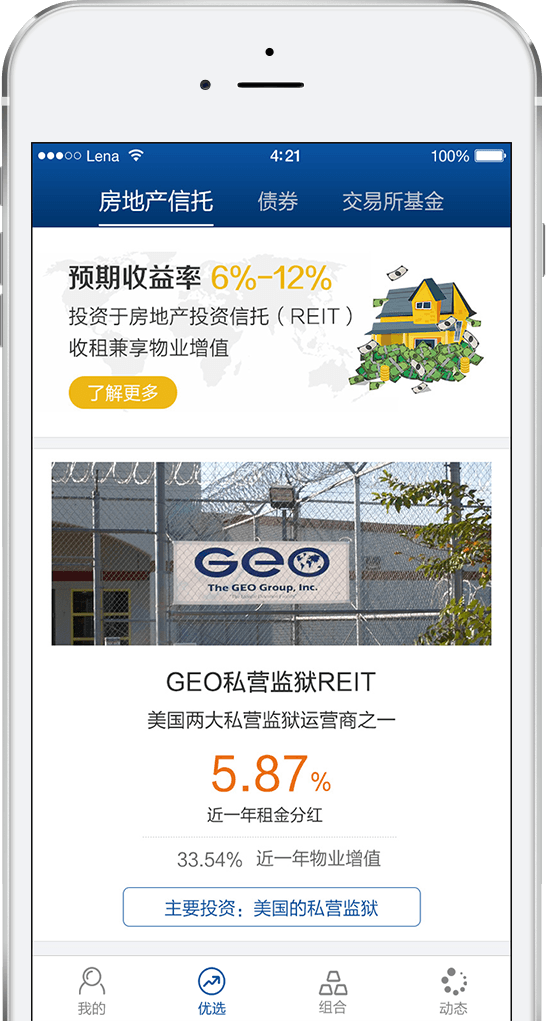 Lena 4:21 100%
房地产信托 债券 交易所基金
预期收益率 6%-12%
投资于房地产投资信托（REIT）
收租兼享物业增值
了解更多
GEO
The GEO Group, Inc.
GEO私营监狱REIT
美国两大私营监狱运营商之一
5.87%
近一年租金分红
33.54% 近一年物业增值
主要投资：美国的私营监狱
我的 优选 组合 动态